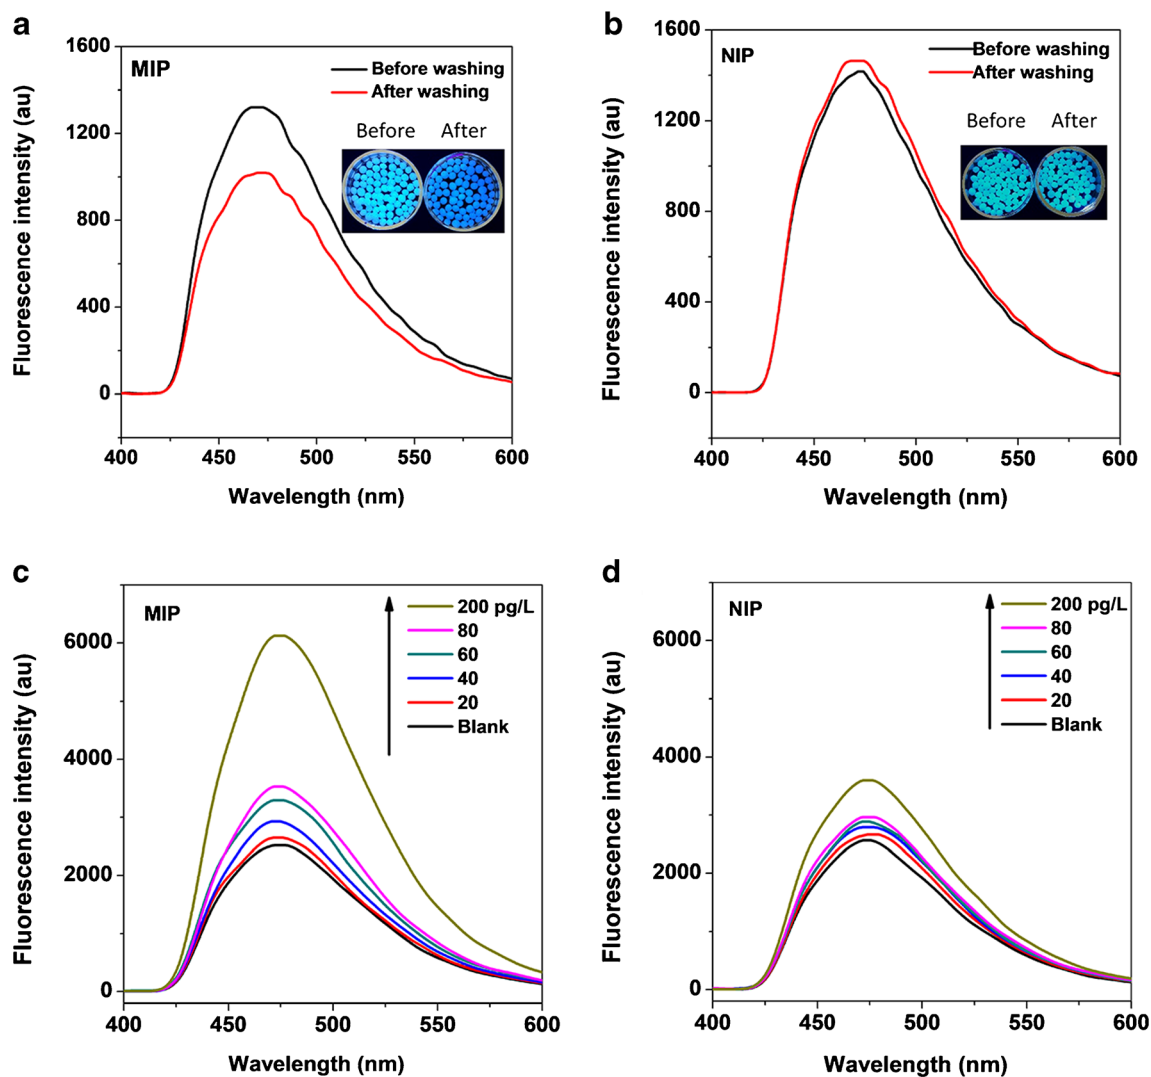 a
1600
1200
800
400
0
Fluorescence intensity (au)
MIP
Before washing
After washing
Before After
400 450 500 550 600
Wavelength (nm)
b
1600
1200
800
400
0
Fluorescence intensity (au)
NIP
Before washing
After washing
Before After
400 450 500 550 600
Wavelength (nm)
c
6000
4000
2000
0
Fluorescence intensity (au)
MIP
200 pg/L
80
60
40
20
Blank
400 450 500 550 600
Wavelength (nm)
d
6000
4000
2000
0
Fluorescence intensity (au)
NIP
200 pg/L
80
60
40
20
Blank
400 450 500 550 600
Wavelength (nm)